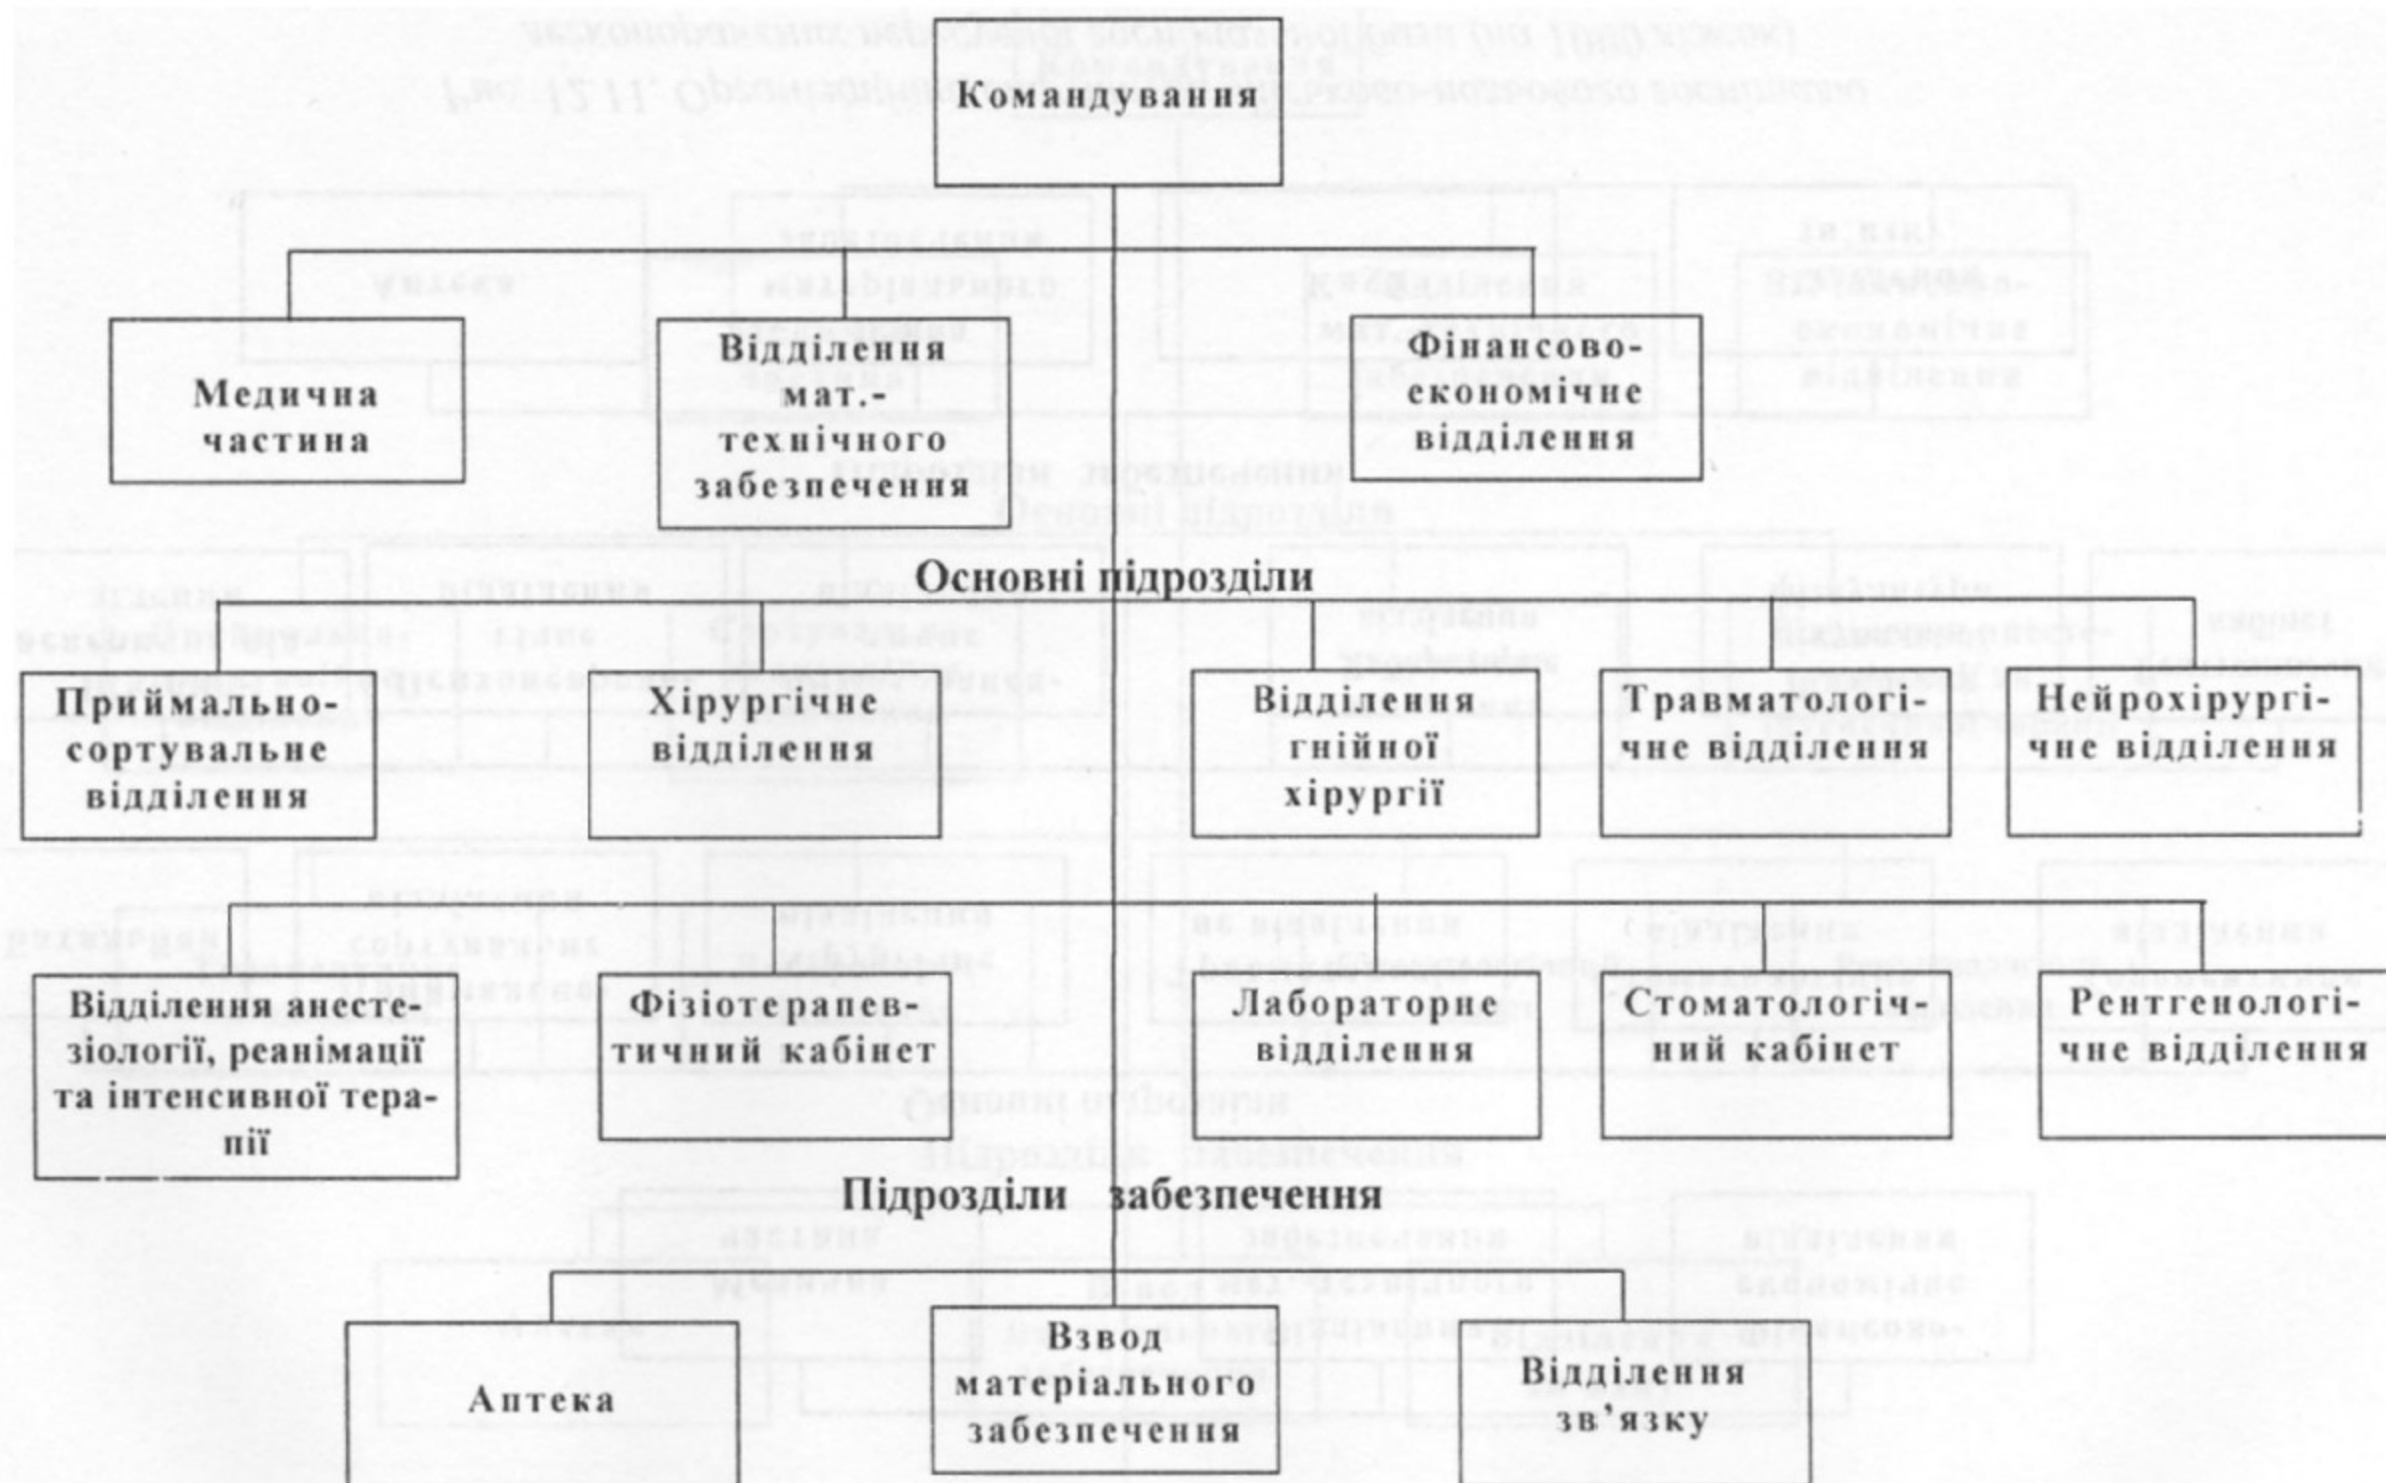 Командування
Медична
частина
Відділення
мат.-
технічного
забезпечення
Фінансово-
економічне
відділення
Основні підрозділи
Приймально-
сортувальне
відділення
Хірургічне
відділення
Відділення
гнійної
хірургії
Травматологі-
чне відділення
Нейрохірургі-
чне відділення
Відділення анесте-
зіології, реанімації
та інтенсивної тера-
пії
Фізіотерапев-
тичний кабінет
Лабораторне
відділення
Стоматологіч-
ний кабінет
Рентгенологі-
чне відділення
Підрозділи забезпечення
Аптека
Взвод
матеріального
забезпечення
Відділення
зв’язку